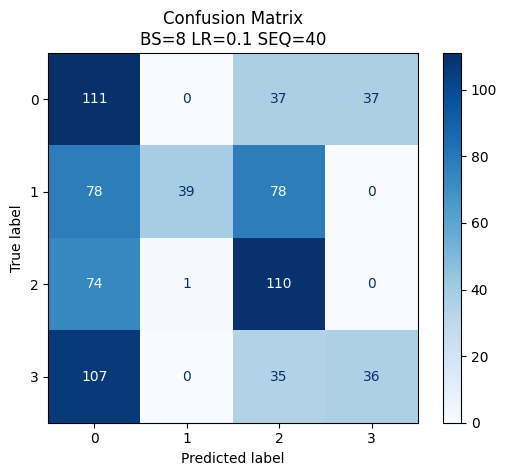 Confusion Matrix
BS=8 LR=0.1 SEQ=40
0 111 0 37 37
1 78 39 78 0
2 74 1 110 0
3 107 0 35 36
0 1 2 3
Predicted label
True label
100
80
60
40
20
0